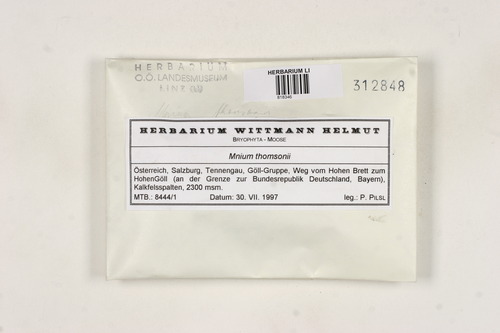 HERBARIUM
O.Ö. LANDESMUSEUM
LINZ
HERBARIUM LI
312848
HERBARIUM WITTMANN HELMUT
BRYOPHYTA - MOOSE
Mnium thomsonii
Österreich, Salzburg, Tennengau, Göll-Gruppe, Weg vom Hohen Brett zum
HohenGöll (an der Grenze zur Bundesrepublik Deutschland, Bayern),
Kalkfelsspalten, 2300 msm.
MTB.: 8444/1 Datum: 30. VII. 1997 leg.: P. PILSL